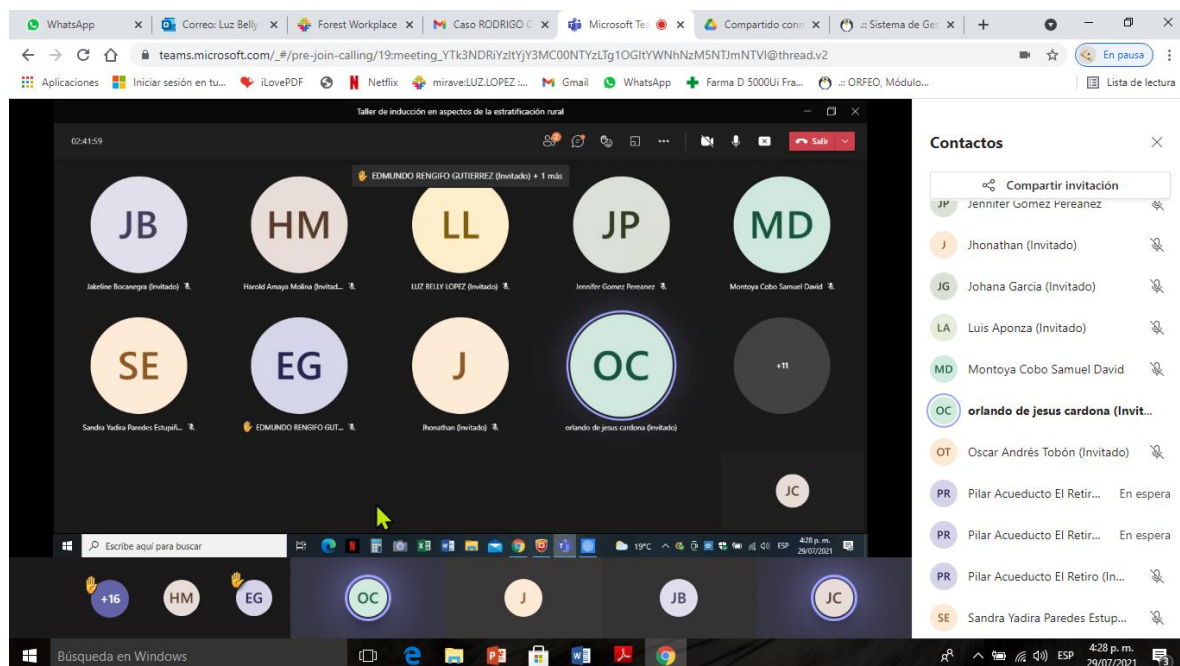 WhatsApp
Correo: Luz Belly
Forest Workplace
Caso RODRIGO C
Microsoft Tea
Compartido conm
.:: Sistema de Ges
teams.microsoft.com/_#/pre-join-calling/19:meeting_YTk3NDRiYzltYjY3MC00NTYzLTg1OGItYWNhNzM5NTJmNTVl@thread.v2
En pausa
Aplicaciones
Iniciar sesión en tu...
iLovePDF
Netflix
mirave:LUZ.LOPEZ :...
Gmail
WhatsApp
Farma D 5000Ui Fra...
.:: ORFEO, Módulo...
Lista de lectura
Taller de inducción en aspectos de la estratificación rural
02:41:59
2
Salir
EDMUNDO RENGIFO GUTIERREZ (Invitado) + 1 más
JB
HM
LL
JP
MD
Jakeline Bocanegra (Invitado)
Harold Amaya Molina (Invitad...
LUZ BELLY LOPEZ (Invitado)
Jennifer Gomez Pereanez
Montoya Cobo Samuel David
SE
EG
J
OC
+11
Sandra Yadira Paredes Estupiñ...
EDMUNDO RENGIFO GUT...
Jhonathan (Invitado)
orlando de jesus cardona (Invitado)
JC
Escribe aquí para buscar
19°C
ESP
4:28 p. m.
29/07/2021
+16
HM
EG
OC
J
JB
JC
Contactos
Compartir invitación
JP Jennifer Gomez Pereanez
J Jhonathan (Invitado)
JG Johana Garcia (Invitado)
LA Luis Aponza (Invitado)
MD Montoya Cobo Samuel David
OC orlando de jesus cardona (Invit...
OT Oscar Andrés Tobón (Invitado)
PR Pilar Acueducto El Retir... En espera
PR Pilar Acueducto El Retir... En espera
PR Pilar Acueducto El Retiro (In...
SE Sandra Yadira Paredes Estup...
Búsqueda en Windows
ESP
4:28 p. m.
29/07/2021
3